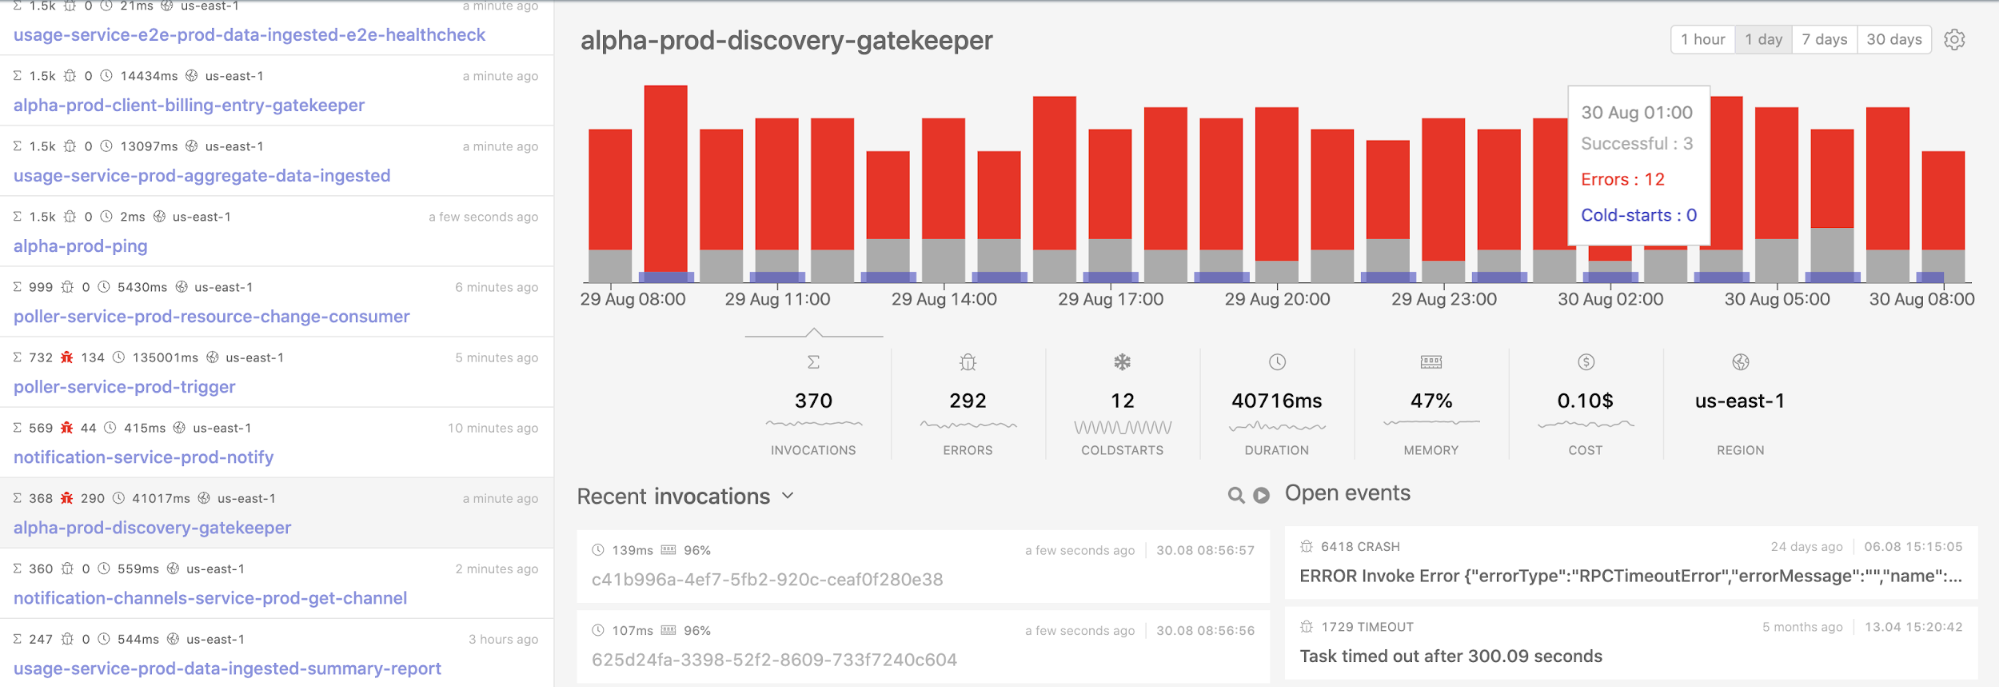 1.5k 0 21ms us-east-1 a minute ago
usage-service-e2e-prod-data-ingested-e2e-healthcheck
Σ 1.5k 0 14434ms us-east-1 a minute ago
alpha-prod-client-billing-entry-gatekeeper
Σ 1.5k 0 13097ms us-east-1 a minute ago
usage-service-prod-aggregate-data-ingested
Σ 1.5k 0 2ms us-east-1 a few seconds ago
alpha-prod-ping
Σ 999 0 5430ms us-east-1 6 minutes ago
poller-service-prod-resource-change-consumer
Σ 732 134 135001ms us-east-1 5 minutes ago
poller-service-prod-trigger
Σ 569 44 415ms us-east-1 10 minutes ago
notification-service-prod-notify
Σ 368 290 41017ms us-east-1 a minute ago
alpha-prod-discovery-gatekeeper
Σ 360 0 559ms us-east-1 2 minutes ago
notification-channels-service-prod-get-channel
Σ 247 0 544ms us-east-1 3 hours ago
usage-service-prod-data-ingested-summary-report
alpha-prod-discovery-gatekeeper
1 hour 1 day 7 days 30 days
30 Aug 01:00
Successful : 3
Errors : 12
Cold-starts : 0
29 Aug 08:00 29 Aug 11:00 29 Aug 14:00 29 Aug 17:00 29 Aug 20:00 29 Aug 23:00 30 Aug 02:00 30 Aug 05:00 30 Aug 08:00
Σ
370 292 12 40716ms 47% 0.10$ us-east-1
INVOCATIONS ERRORS COLDSTARTS DURATION MEMORY COST REGION
Recent invocations
139ms 96% a few seconds ago 30.08 08:56:57
c41b996a-4ef7-5fb2-920c-ceaf0f280e38
107ms 96% a few seconds ago 30.08 08:56:56
625d24fa-3398-52f2-8609-733f7240c604
Open events
6418 CRASH 24 days ago 06.08 15:15:05
ERROR Invoke Error {"errorType":"RPCTimeoutError","errorMessage":"","name":...
1729 TIMEOUT 5 months ago 13.04 15:20:42
Task timed out after 300.09 seconds